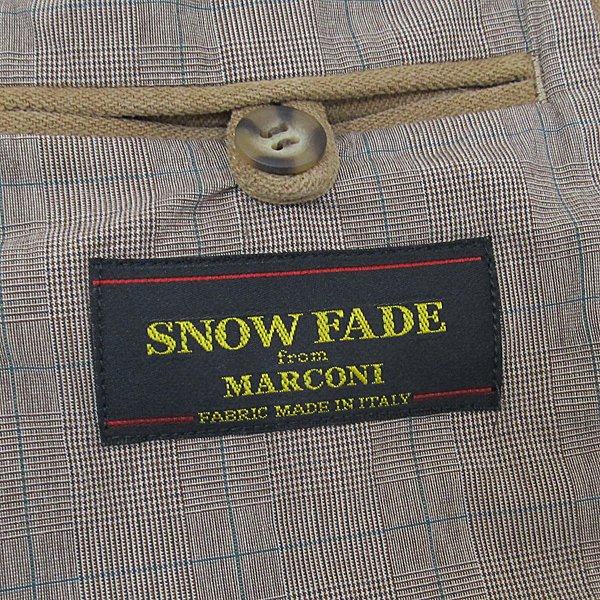 SNOW FADE
from
MARCONI
FABRIC MADE IN ITALY